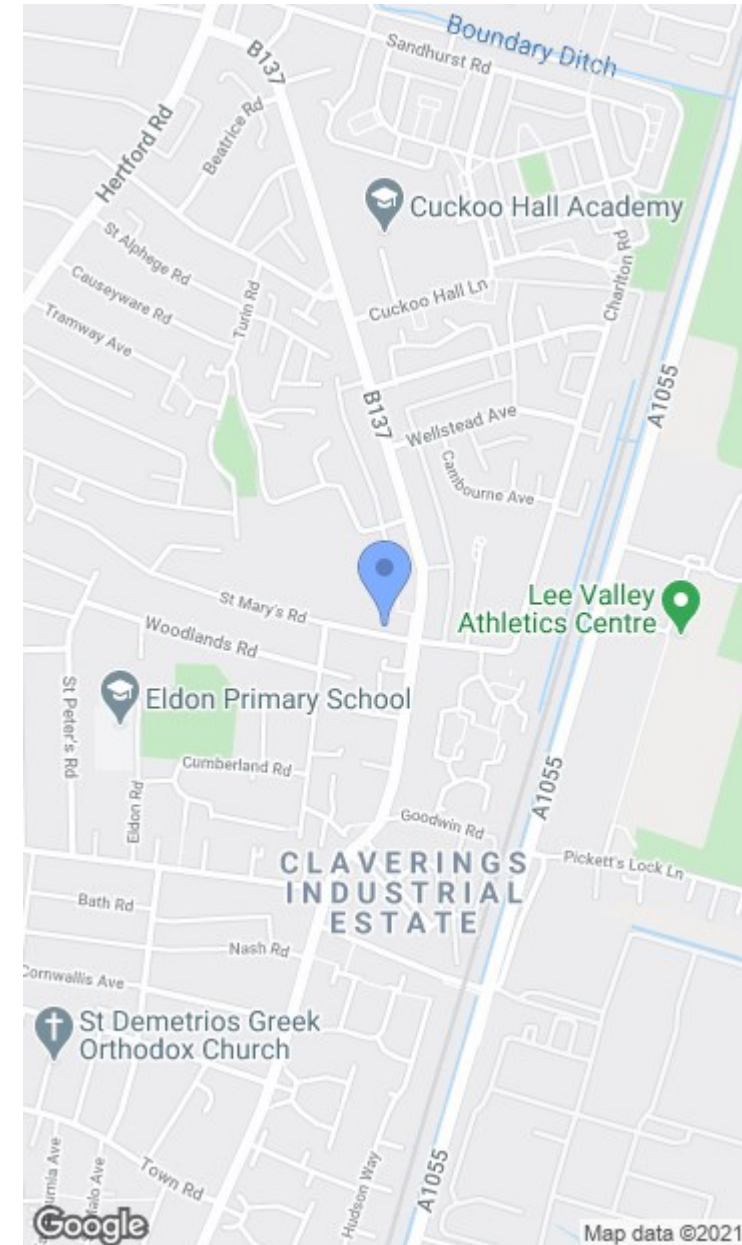 Boundary Ditch
Sandhurst Rd
B137
Beatrice Rd
Hertford Rd
Cuckoo Hall Academy
St Alphege Rd
Charlton Rd
Causeyware Rd
Turin Rd
Cuckoo Hall Ln
Tramway Ave
A1055
B137
Wellstead Ave
Cambourne Ave
Lee Valley
Athletics Centre
St Mary's Rd
Woodlands Rd
St Peter's Rd
Eldon Primary School
Cumberland Rd
A1055
Eldon Rd
Goodwin Rd
CLAVERINGS
INDUSTRIAL
ESTATE
Pickett's Lock Ln
Bath Rd
Nash Rd
Cornwallis Ave
St Demetrios Greek
Orthodox Church
Town Rd
Hudson Way
A1055
Google
Map data ©2021